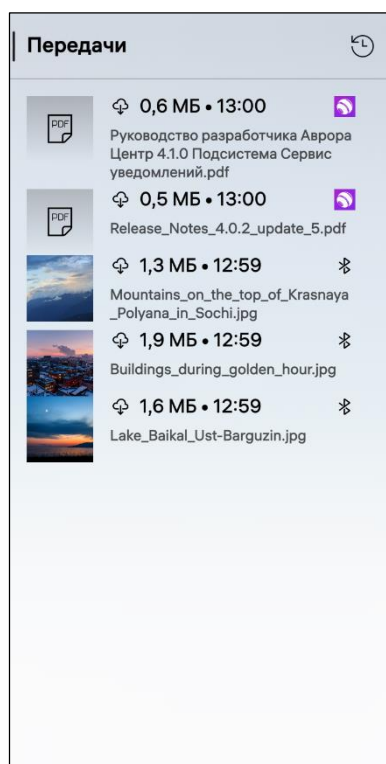 Передачи
PDF
0,6 МБ • 13:00
Руководство разработчика Аврора
Центр 4.1.0 Подсистема Сервис
уведомлений.pdf
PDF
0,5 МБ • 13:00
Release_Notes_4.0.2_update_5.pdf
1,3 МБ • 12:59
Mountains_on_the_top_of_Krasnaya
_Polyana_in_Sochi.jpg
1,9 МБ • 12:59
Buildings_during_golden_hour.jpg
1,6 МБ • 12:59
Lake_Baikal_Ust-Barguzin.jpg